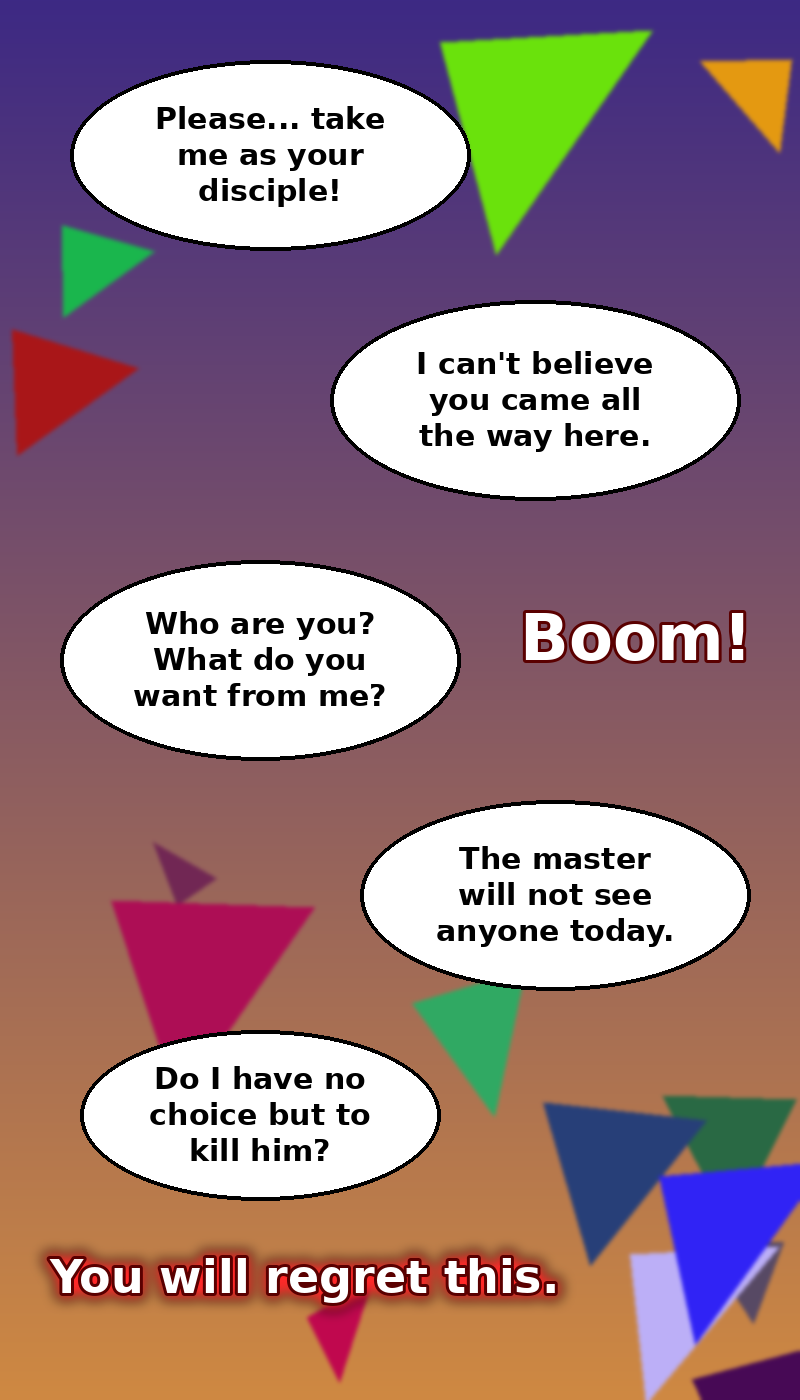 Please... take
me as your
disciple!
I can't believe
you came all
the way here.
Who are you?
What do you
want from me?
Boom!
The master
will not see
anyone today.
Do I have no
choice but to
kill him?
You will regret this.